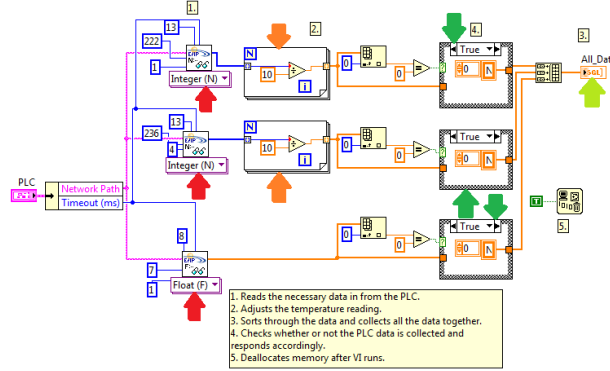 1.
2.
3.
4.
13
222
1
Integer (N)
N
10
i
0
0
True
0
N
All_Dat
SQL
13
236
4
Integer (N)
N
10
i
0
0
True
0
N
PLC
Network Path
Timeout (ms)
T
5.
8
7
1
Float (F)
0
0
True
0
N
1. Reads the necessary data in from the PLC.
2. Adjusts the temperature reading.
3. Sorts through the data and collects all the data together.
4. Checks whether or not the PLC data is collected and
responds accordingly.
5. Deallocates memory after VI runs.